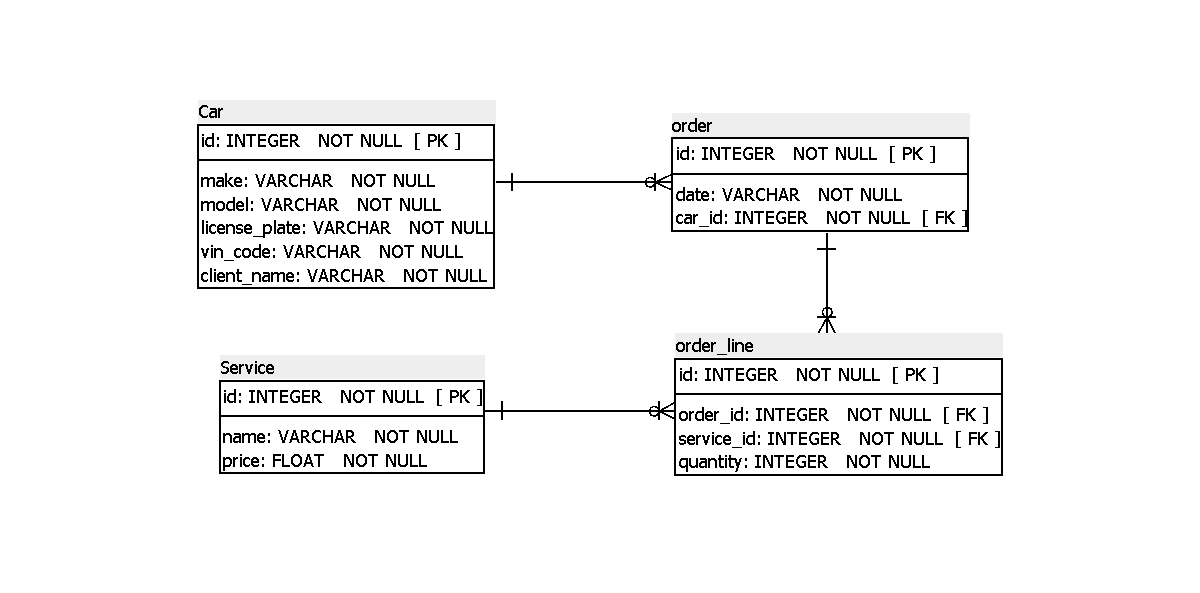 Car
id: INTEGER NOT NULL [ PK ]
make: VARCHAR NOT NULL
model: VARCHAR NOT NULL
license_plate: VARCHAR NOT NULL
vin_code: VARCHAR NOT NULL
client_name: VARCHAR NOT NULL
order
id: INTEGER NOT NULL [ PK ]
date: VARCHAR NOT NULL
car_id: INTEGER NOT NULL [ FK ]
Service
id: INTEGER NOT NULL [ PK ]
name: VARCHAR NOT NULL
price: FLOAT NOT NULL
order_line
id: INTEGER NOT NULL [ PK ]
order_id: INTEGER NOT NULL [ FK ]
service_id: INTEGER NOT NULL [ FK ]
quantity: INTEGER NOT NULL